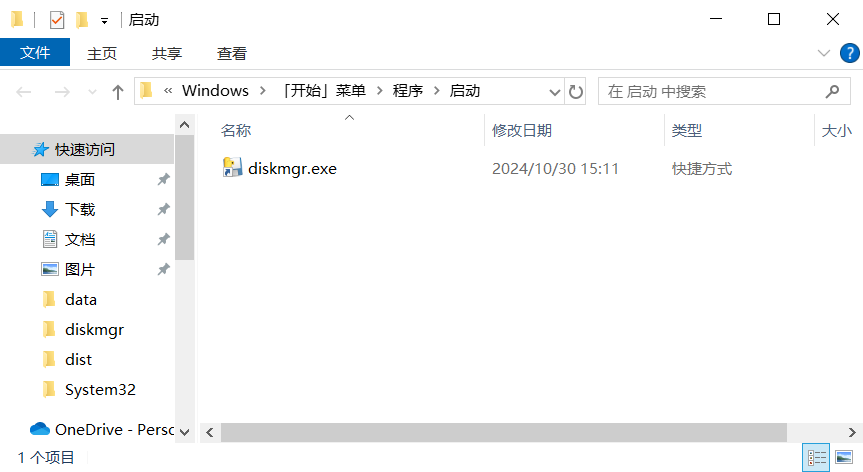 启动
文件 主页 共享 查看
« Windows › 「开始」菜单 › 程序 › 启动
在 启动 中搜索
名称 修改日期 类型 大小
快速访问
diskmgr.exe 2024/10/30 15:11 快捷方式
桌面
下载
文档
图片
data
diskmgr
dist
System32
OneDrive - Persc
1 个项目